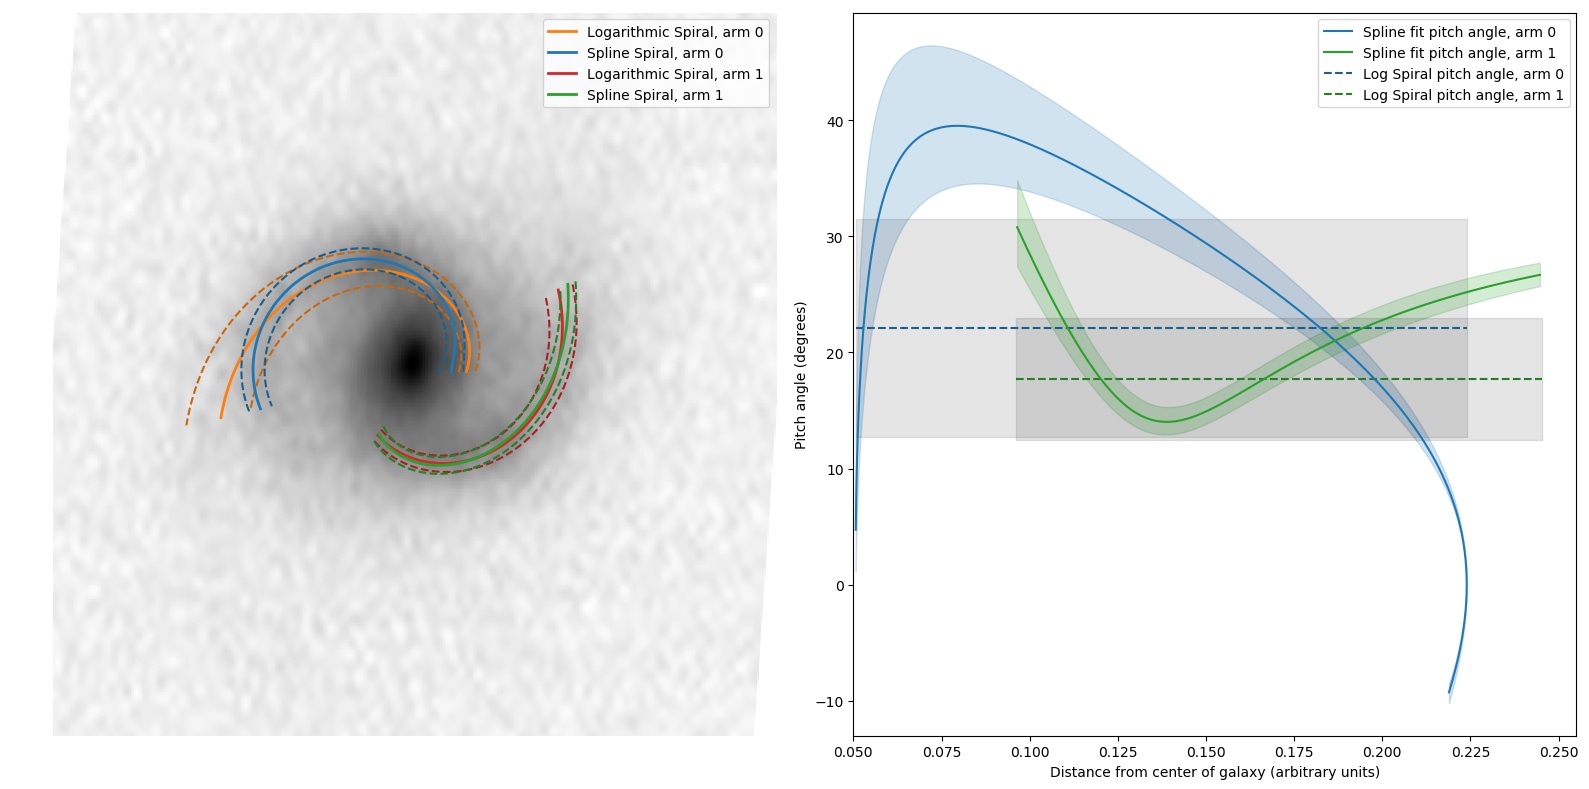 Logarithmic Spiral, arm 0
Spline Spiral, arm 0
Logarithmic Spiral, arm 1
Spline Spiral, arm 1
Spline fit pitch angle, arm 0
Spline fit pitch angle, arm 1
Log Spiral pitch angle, arm 0
Log Spiral pitch angle, arm 1
Pitch angle (degrees)
40
30
20
10
0
−10
0.050 0.075 0.100 0.125 0.150 0.175 0.200 0.225 0.250
Distance from center of galaxy (arbitrary units)